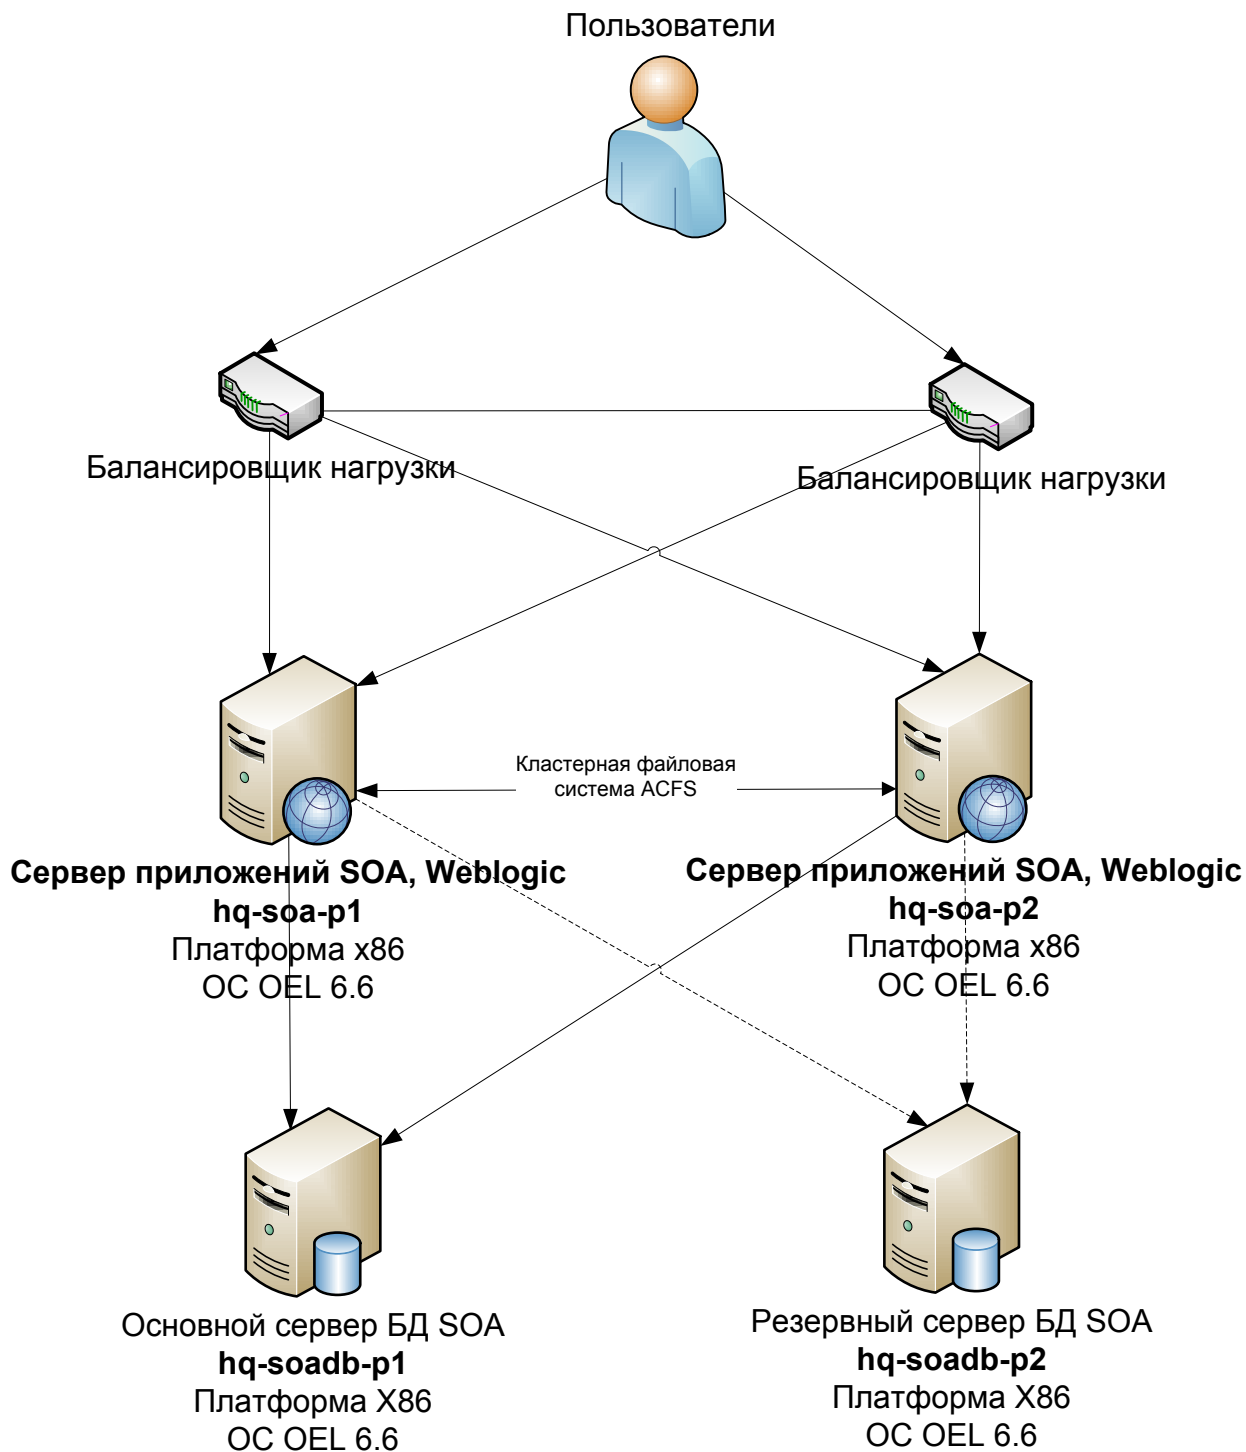 Пользователи
Балансировщик нагрузки
Балансировщик нагрузки
Кластерная файловая
система ACFS
Сервер приложений SOA, Weblogic
hq-soa-p1
Платформа x86
ОС OEL 6.6
Сервер приложений SOA, Weblogic
hq-soa-p2
Платформа x86
ОС OEL 6.6
Основной сервер БД SOA
hq-soadb-p1
Платформа X86
ОС OEL 6.6
Резервный сервер БД SOA
hq-soadb-p2
Платформа X86
ОС OEL 6.6